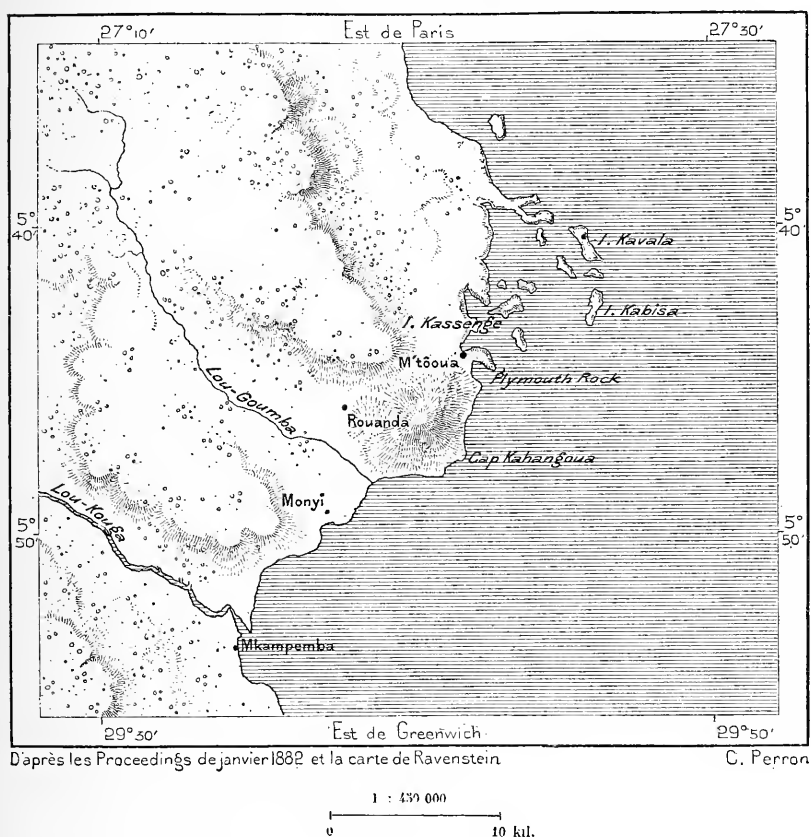 27°10' Est de Paris 27°30'
5°
40'
5°
40'
I. Kavala
I. Kabisa
I. Kassenge
M'tôoua
Plymouth Rock
Lou-Goumba
Rouanda
Cap Kahangoua
Monyi
Lou-Kouga
5°
50'
5°
50'
Mkampemba
29°30' Est de Greenwich 29°50'
D'après les Proceedings de janvier 1882 et la carte de Ravenstein C. Perron
1 : 450 000
0 10 kil.